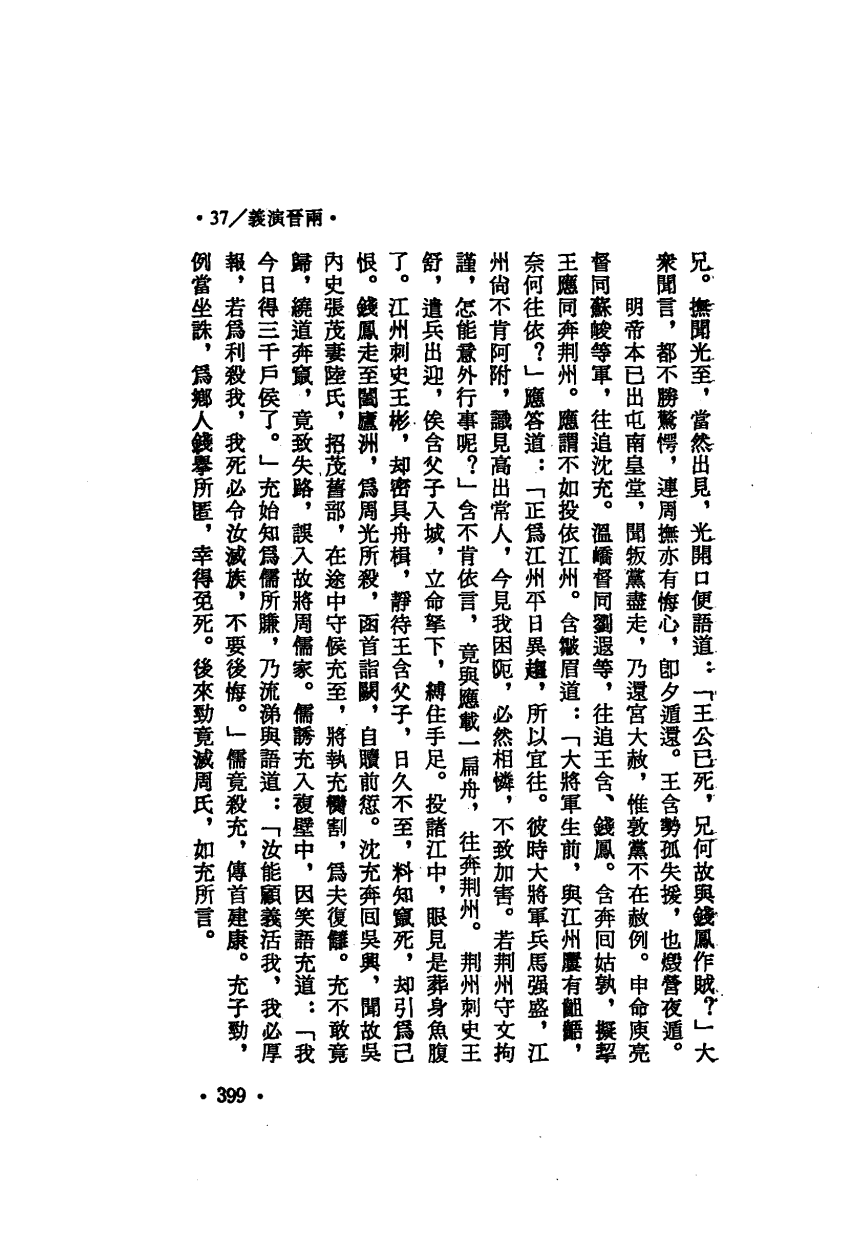 ·37／義演晉兩·
兄。撫聞光至，當然出見，光開口便語道：「王公已死，兄何故與錢鳳作賊？」大
衆聞言，都不勝驚愕，連周撫亦有悔心，卽夕遁還。王含勢孤失援，也燬營夜遁。
明帝本已出屯南皇堂，聞叛黨盡走，乃還宮大赦，惟敦黨不在赦例。申命庾亮
督同蘇峻等軍，往追沈充。溫嶠督同劉遐等，往追王含、錢鳳。含奔回姑孰，擬挈
王應同奔荆州。應謂不如投依江州。含皺眉道：「大將軍生前，與江州屢有齟齬，
奈何往依？」應答道：「正爲江州平日異趨，所以宜往。彼時大將軍兵馬强盛，江
州尙不肯阿附，識見高出常人，今見我困阨，必然相憐，不致加害。若荆州守文拘
謹，怎能意外行事呢？」含不肯依言，竟與應載一扁舟，往奔荆州。荆州刺史王
舒，遣兵出迎，俟含父子入城，立命拏下，縛住手足。投諸江中，眼見是葬身魚腹
了。江州刺史王彬，却密具舟楫，靜待王含父子，日久不至，料知竄死，却引爲己
恨。錢鳳走至闔廬洲，爲周光所殺，函首詣闕，自贖前愆。沈充奔回吳興，聞故吳
內史張茂妻陸氏，招茂舊部，在途中守候充至，將執充臠割，爲夫復讎。充不敢竟
歸，繞道奔竄，竟致失路，誤入故將周儒家。儒誘充入複壁中，因笑語充道：「我
今日得三千戶侯了。」充始知爲儒所賺，乃流涕與語道：「汝能顧義活我，我必厚
報，若爲利殺我，我死必令汝滅族，不要後悔。」儒竟殺充，傳首建康。充子勁，
例當坐誅，爲鄉人錢舉所匿，幸得免死。後來勁竟滅周氏，如充所言。
·399·